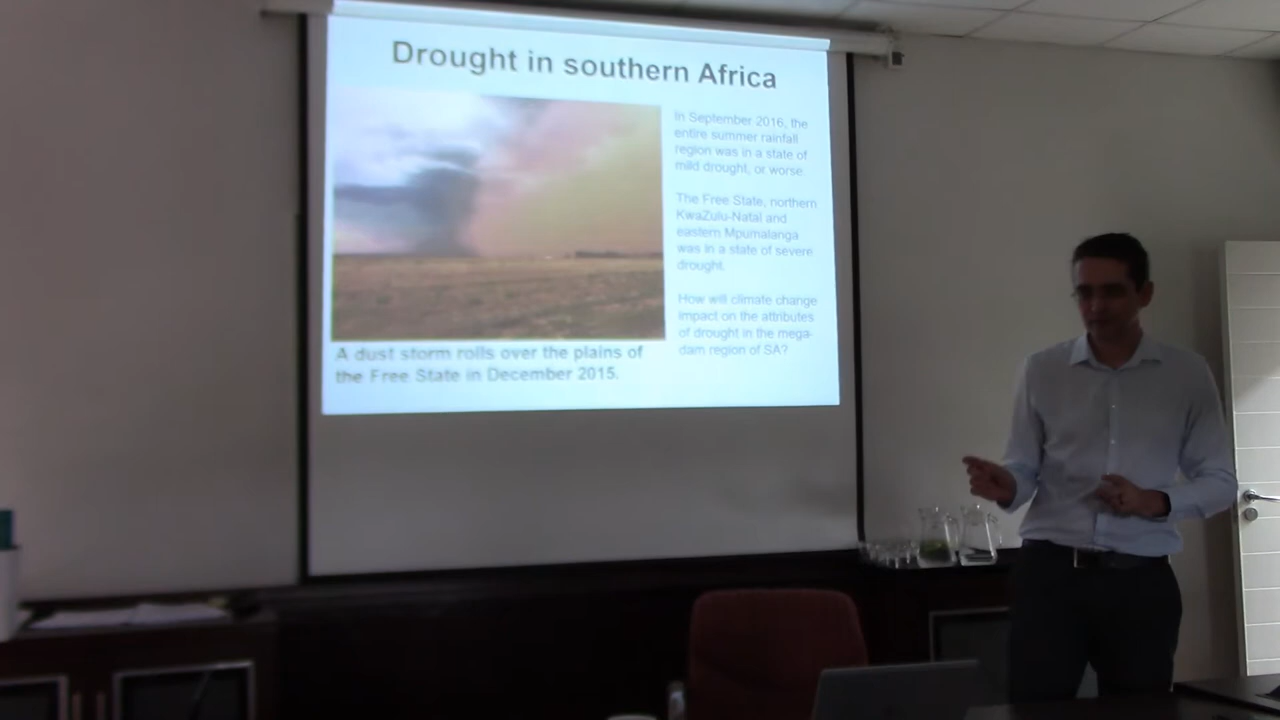 Drought in southern Africa
In September 2016, the
entire summer rainfall
region was in a state of
mild drought, or worse.
The Free State, northern
KwaZulu-Natal and
eastern Mpumalanga
was in a state of severe
drought.
How will climate change
impact on the attributes
of drought in the mega-
dam region of SA?
A dust storm rolls over the plains of
the Free State in December 2015.